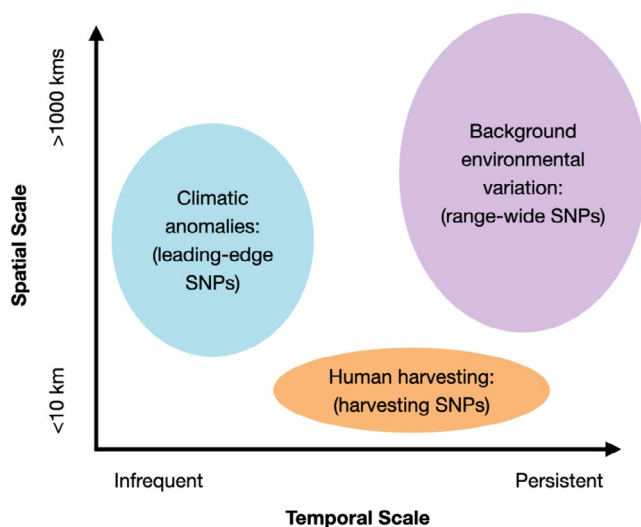 >1000 kms
Spatial Scale
<10 km
Climatic
anomalies:
(leading-edge
SNPs)
Background
environmental
variation:
(range-wide SNPs)
Human harvesting:
(harvesting SNPs)
Infrequent
Persistent
Temporal Scale